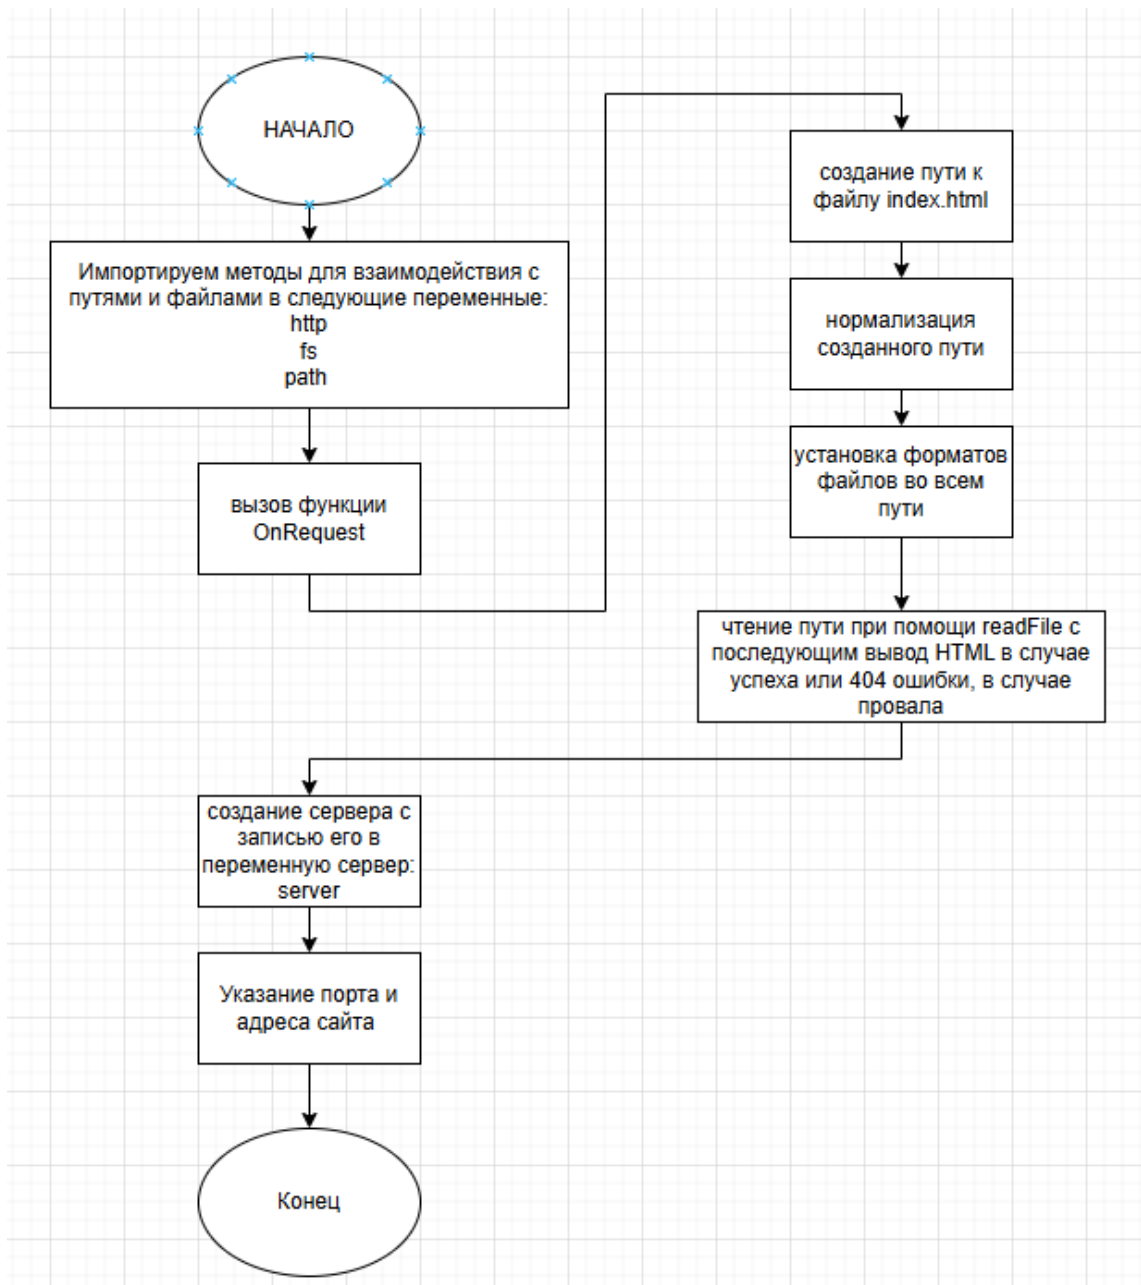 НАЧАЛО
Импортируем методы для взаимодействия с
путями и файлами в следующие переменные:
http
fs
path
вызов функции
OnRequest
создание пути к
файлу index.html
нормализация
созданного пути
установка форматов
файлов во всем
пути
чтение пути при помощи readFile с
последующим вывод HTML в случае
успеха или 404 ошибки, в случае
провала
создание сервера с
записью его в
переменную сервер:
server
Указание порта и
адреса сайта
Конец